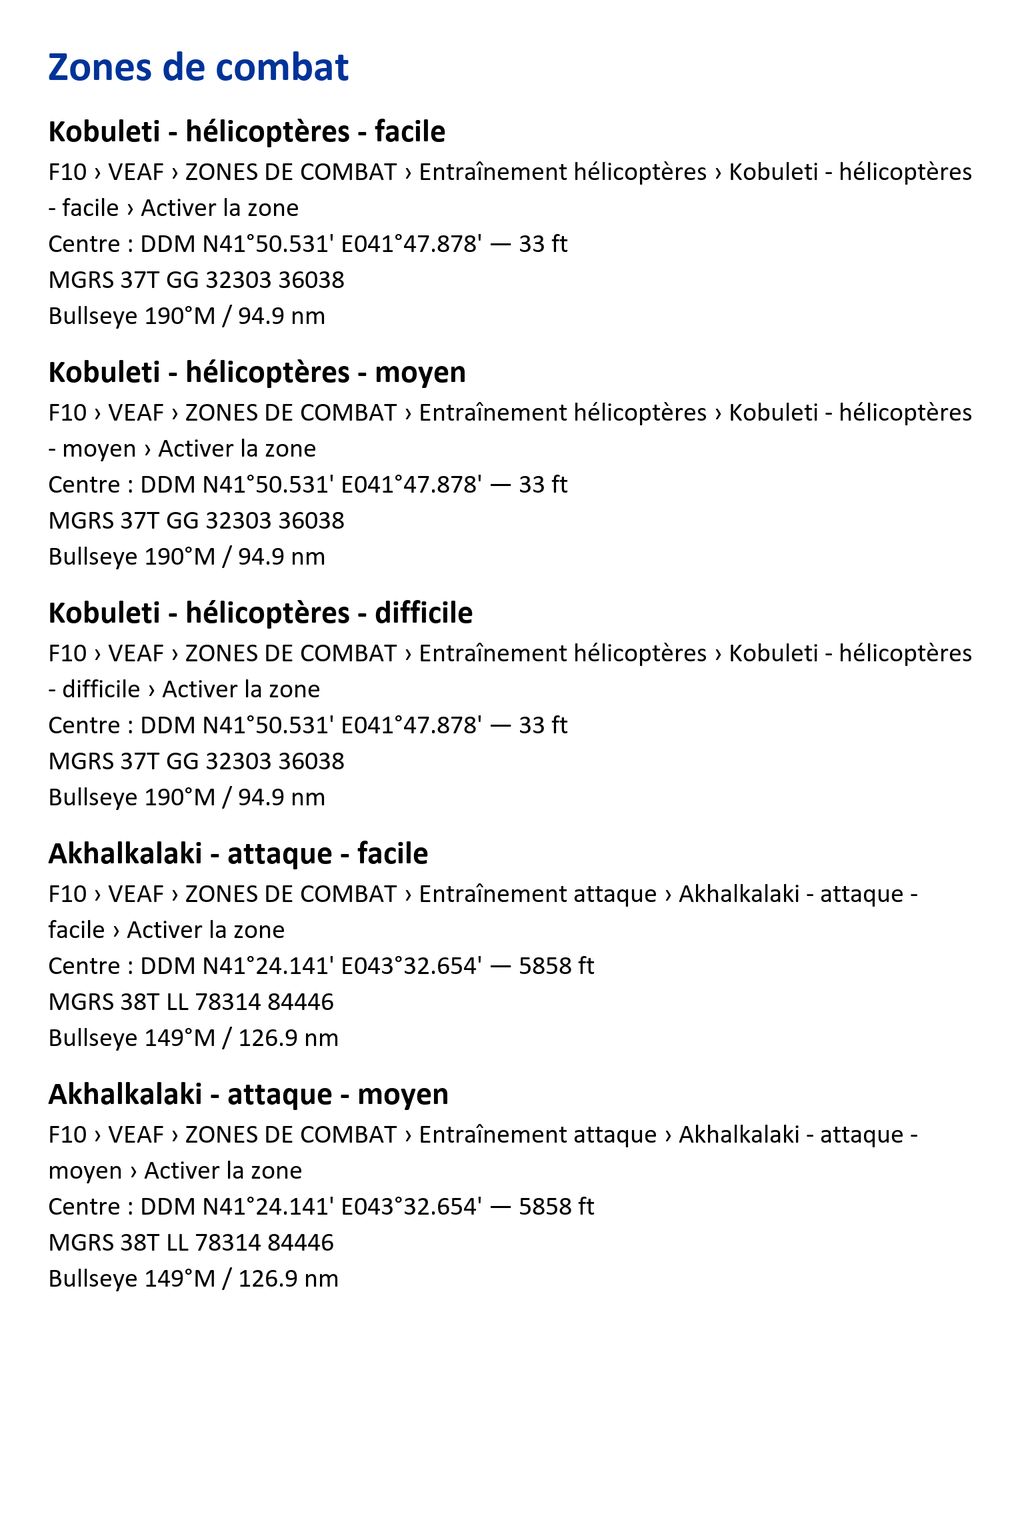 Zones de combat
Kobuleti - hélicoptères - facile
F10 › VEAF › ZONES DE COMBAT › Entraînement hélicoptères › Kobuleti - hélicoptères
- facile › Activer la zone
Centre : DDM N41°50.531' E041°47.878' — 33 ft
MGRS 37T GG 32303 36038
Bullseye 190°M / 94.9 nm
Kobuleti - hélicoptères - moyen
F10 › VEAF › ZONES DE COMBAT › Entraînement hélicoptères › Kobuleti - hélicoptères
- moyen › Activer la zone
Centre : DDM N41°50.531' E041°47.878' — 33 ft
MGRS 37T GG 32303 36038
Bullseye 190°M / 94.9 nm
Kobuleti - hélicoptères - difficile
F10 › VEAF › ZONES DE COMBAT › Entraînement hélicoptères › Kobuleti - hélicoptères
- difficile › Activer la zone
Centre : DDM N41°50.531' E041°47.878' — 33 ft
MGRS 37T GG 32303 36038
Bullseye 190°M / 94.9 nm
Akhalkalaki - attaque - facile
F10 › VEAF › ZONES DE COMBAT › Entraînement attaque › Akhalkalaki - attaque -
facile › Activer la zone
Centre : DDM N41°24.141' E043°32.654' — 5858 ft
MGRS 38T LL 78314 84446
Bullseye 149°M / 126.9 nm
Akhalkalaki - attaque - moyen
F10 › VEAF › ZONES DE COMBAT › Entraînement attaque › Akhalkalaki - attaque -
moyen › Activer la zone
Centre : DDM N41°24.141' E043°32.654' — 5858 ft
MGRS 38T LL 78314 84446
Bullseye 149°M / 126.9 nm